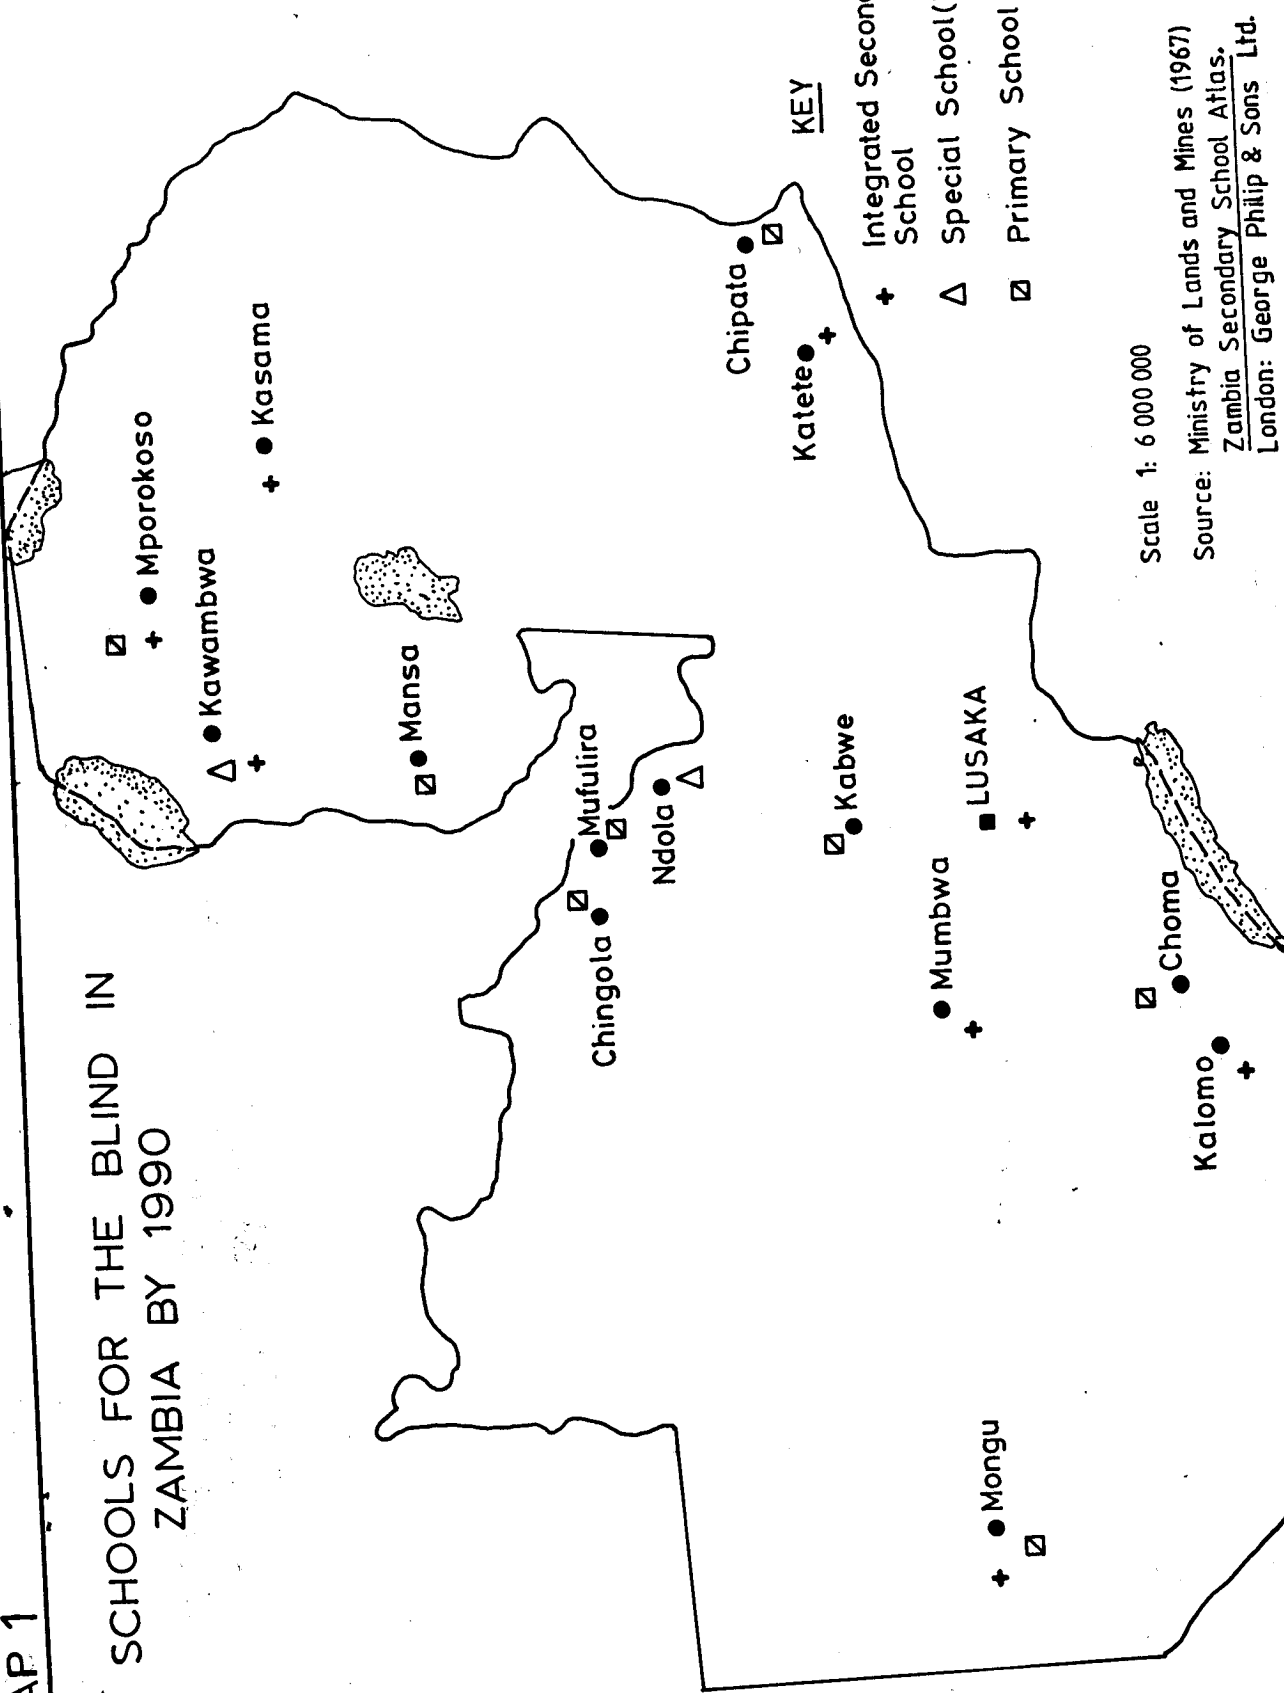 AP 1
SCHOOLS FOR THE BLIND IN
ZAMBIA BY 1990
Mporokoso
Kasama
Kawambwa
Mansa
Mufulira
Chingola
Ndola
Kabwe
Chipata
Katete
LUSAKA
Mumbwa
Choma
Kalomo
Mongu
KEY
Integrated Secon
School
Special School(
Primary School
Scale 1: 6 000 000
Source: Ministry of Lands and Mines (1967)
Zambia Secondary School Atlas.
London: George Philip & Sons Ltd.